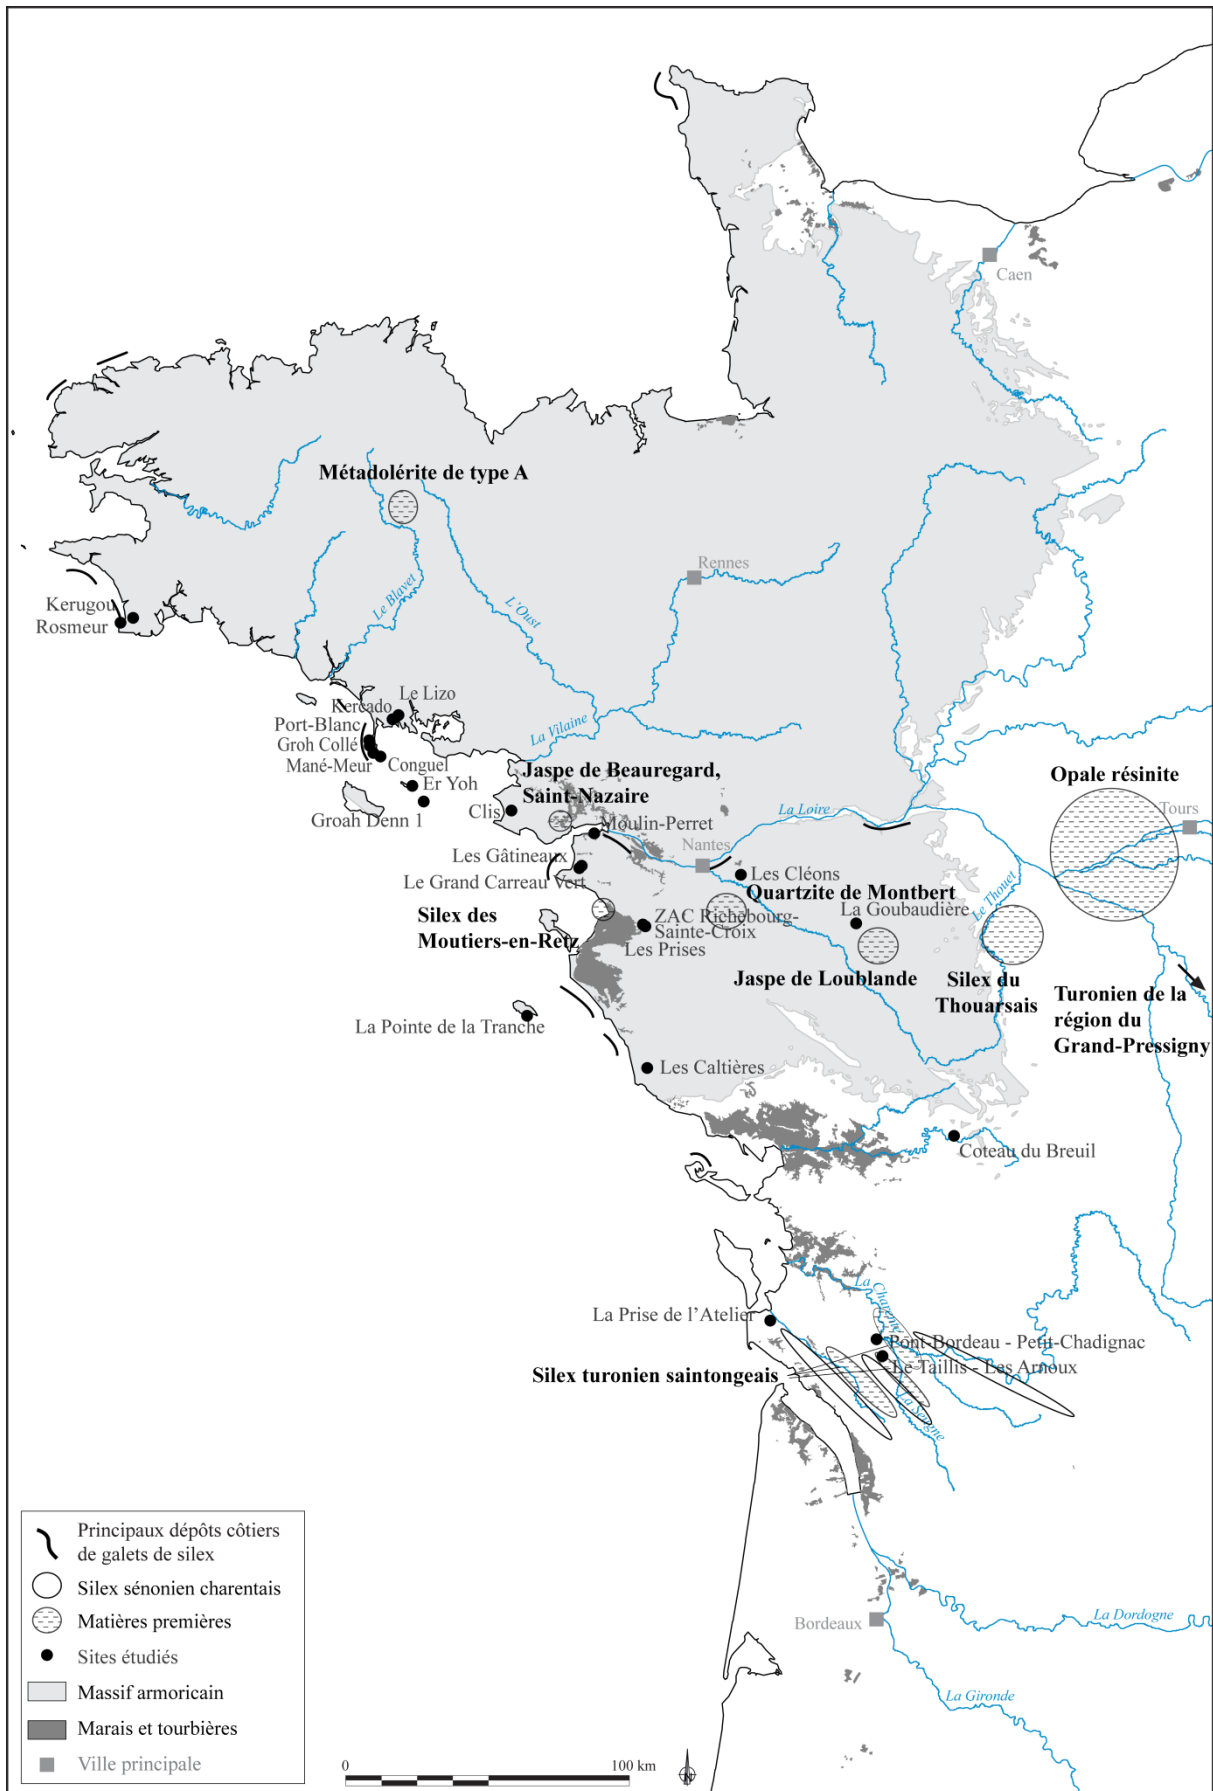 Caen
Métadolérite de type A
Rennes
Le Blavet
L'Oust
Kerugou
Rosmeur
Le Lizo
Kercado
Port-Blanc
Groh Collé
Mané-Meur
Conguel
La Vilaine
Er Yoh
Groah Denn 1
Jaspe de Beauregard,
Saint-Nazaire
Clis
Moulin-Perret
La Loire
Opale résinite
Tours
Nantes
Les Gâtineaux
Le Grand Carreau Vert
Les Cléons
Quartzite de Montbert
Le Thouet
La Goubaudière
Silex des
Moutiers-en-Retz
ZAC Richebourg-
Sainte-Croix
Les Prises
Jaspe de Loublande
Silex du
Thouarsais
Turonien de la
région du
Grand-Pressigny
La Pointe de la Tranche
Les Caltières
Coteau du Breuil
La Charente
La Prise de l'Atelier
Pont-Bordeau - Petit-Chadignac
Le Taillis - Les Arnoux
Silex turonien saintongeais
La Seugne
Principaux dépôts côtiers
de galets de silex
Silex sénonien charentais
Matières premières
Sites étudiés
Massif armoricain
Marais et tourbières
Ville principale
Bordeaux
La Dordogne
La Gironde
0 100 km
N